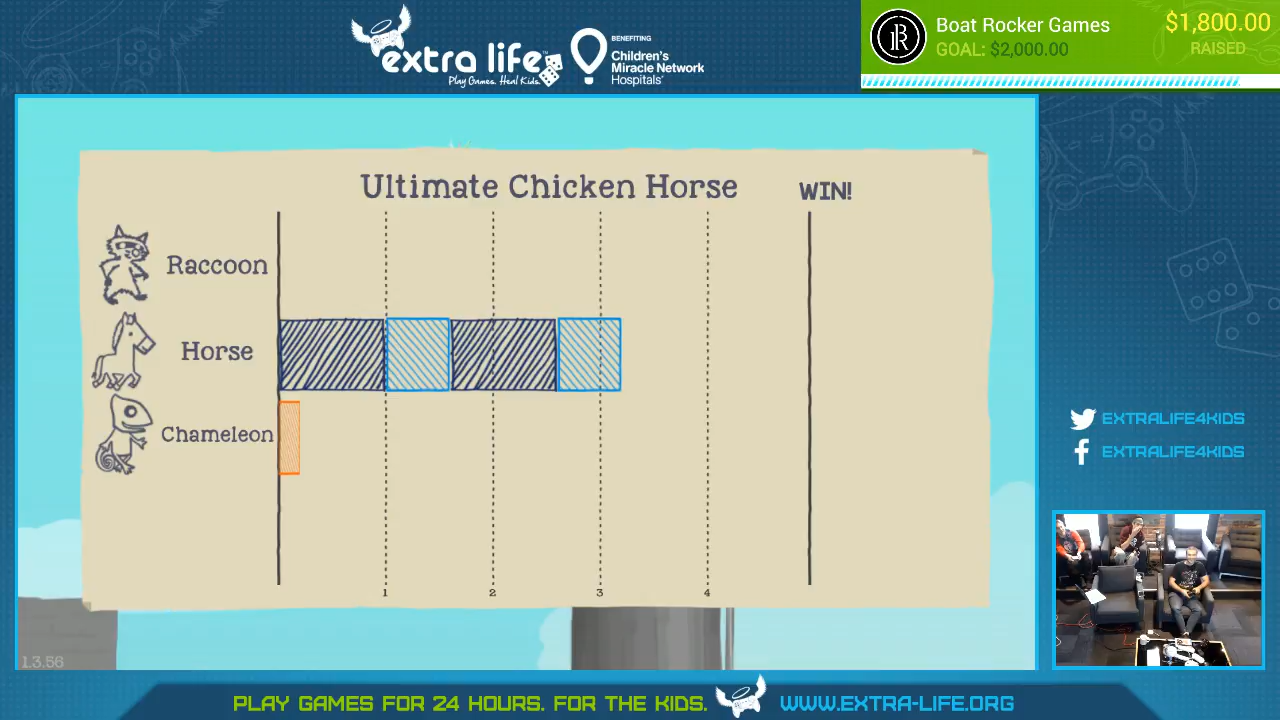 extra life™
Play Games. Heal Kids.
BENEFITING
Children's
Miracle Network
Hospitals®
Boat Rocker Games
GOAL: $2,000.00
$1,800.00
RAISED
Ultimate Chicken Horse
WIN!
Raccoon
Horse
Chameleon
1 2 3 4
EXTRALIFE4KIDS
EXTRALIFE4KIDS
1.3.56
PLAY GAMES FOR 24 HOURS. FOR THE KIDS.
WWW.EXTRA-LIFE.ORG